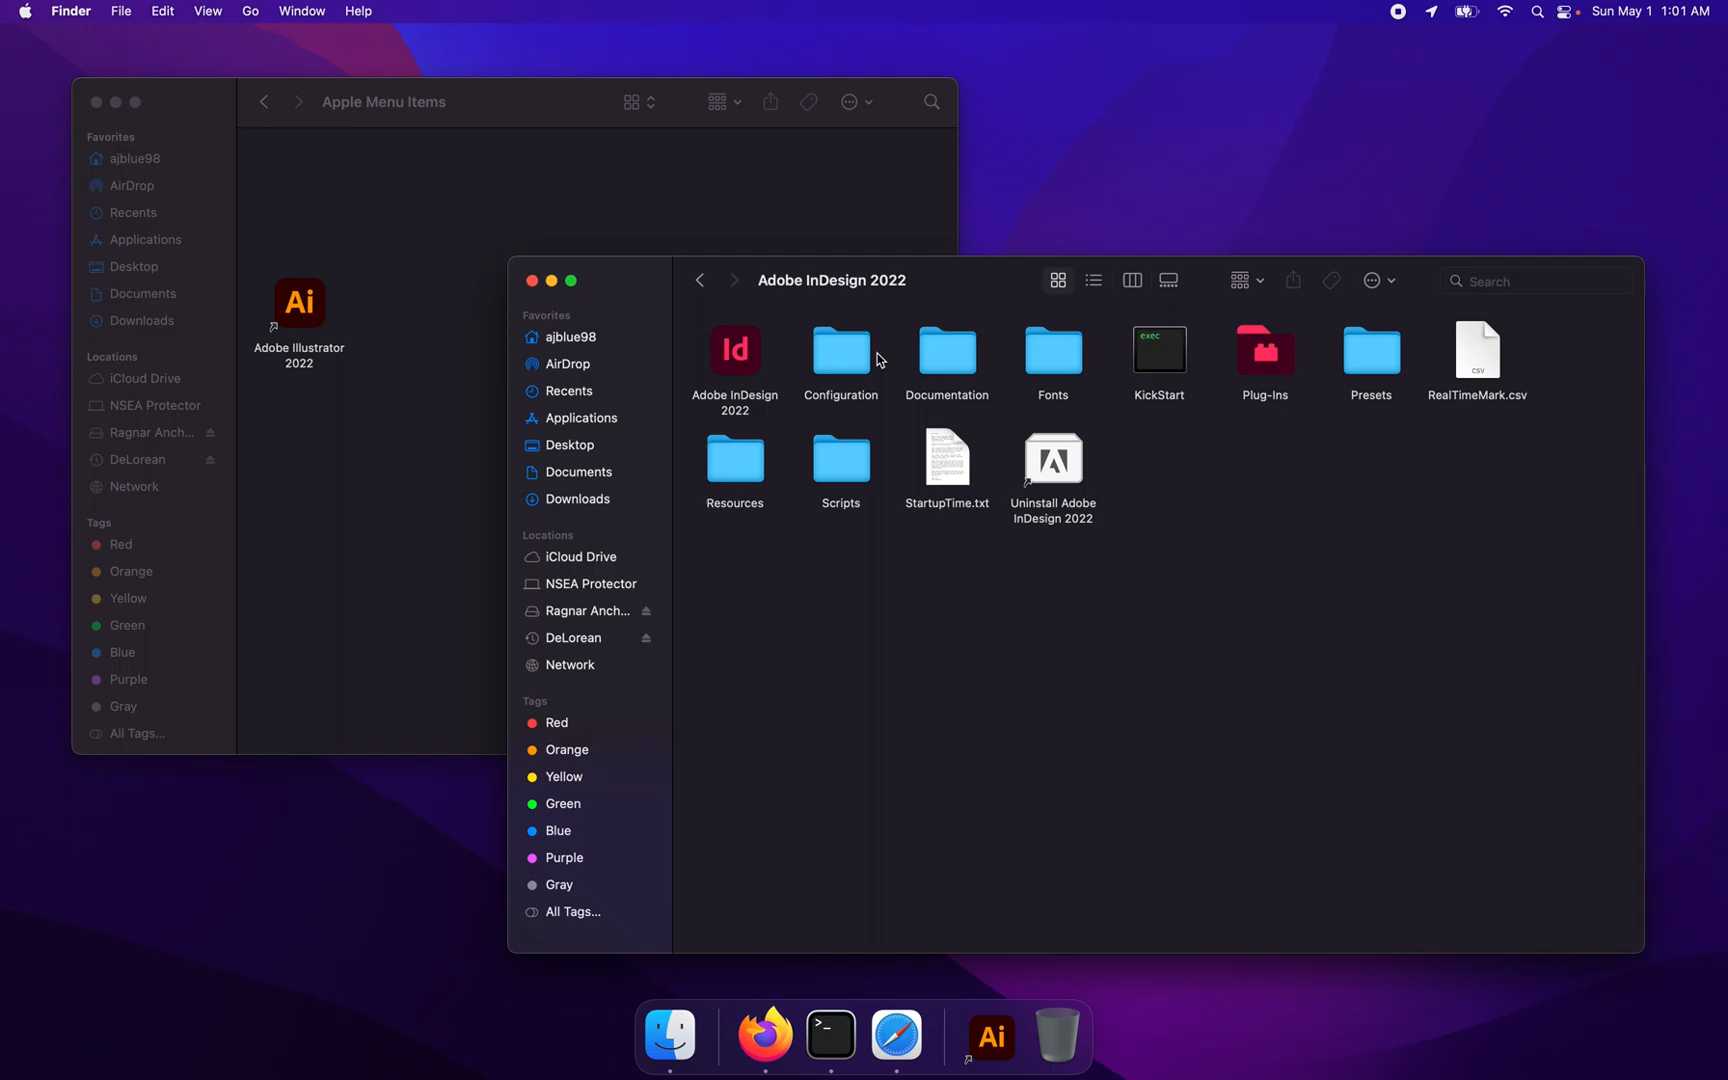 Finder File Edit View Go Window Help Sun May 1 1:01 AM
Apple Menu Items
Favorites
ajblue98
AirDrop
Recents
Applications
Desktop
Documents
Downloads
Locations
iCloud Drive
NSEA Protector
Ragnar Anch...
DeLorean
Network
Tags
Red
Orange
Yellow
Green
Blue
Purple
Gray
All Tags...
Ai
Adobe Illustrator
2022
Adobe InDesign 2022
Search
Favorites
ajblue98
AirDrop
Recents
Applications
Desktop
Documents
Downloads
Locations
iCloud Drive
NSEA Protector
Ragnar Anch...
DeLorean
Network
Tags
Red
Orange
Yellow
Green
Blue
Purple
Gray
All Tags...
Id
exec
CSV
Adobe InDesign
2022
Configuration
Documentation
Fonts
KickStart
Plug-Ins
Presets
RealTimeMark.csv
Resources
Scripts
StartupTime.txt
Uninstall Adobe
InDesign 2022
>_
Ai